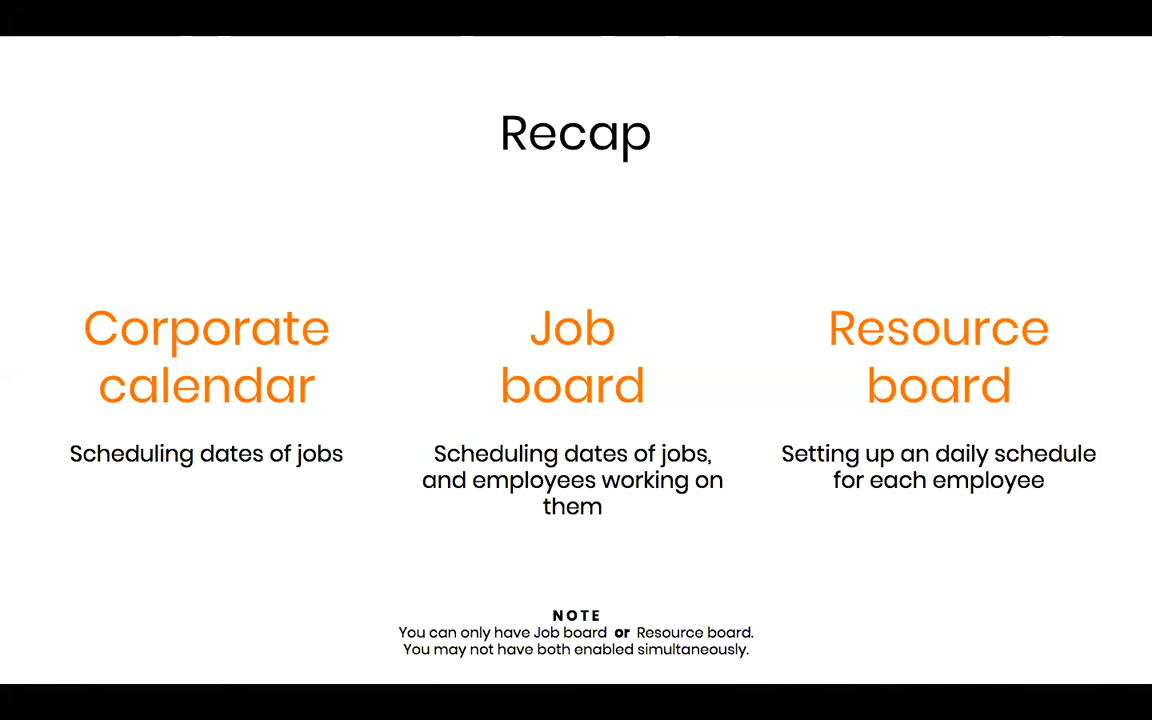 Recap
Corporate
calendar
Scheduling dates of jobs
Job
board
Scheduling dates of jobs,
and employees working on
them
Resource
board
Setting up an daily schedule
for each employee
NOTE
You can only have Job board or Resource board.
You may not have both enabled simultaneously.